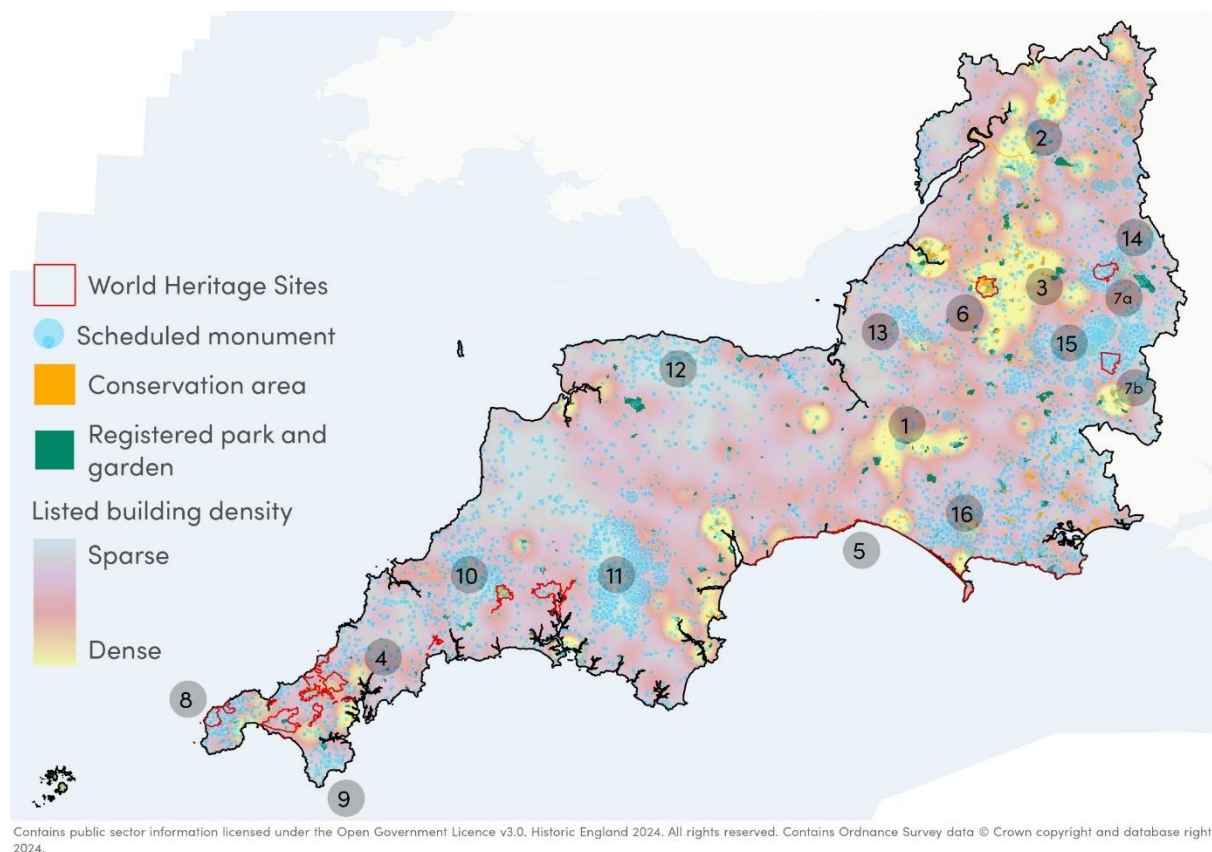 World Heritage Sites
Scheduled monument
Conservation area
Registered park and
garden
Listed building density
Sparse
Dense
2
14
3
7a
6
13
15
12
7b
1
16
5
10
11
4
8
9
Contains public sector information licensed under the Open Government Licence v3.0. Historic England 2024. All rights reserved. Contains Ordnance Survey data © Crown copyright and database right
2024.